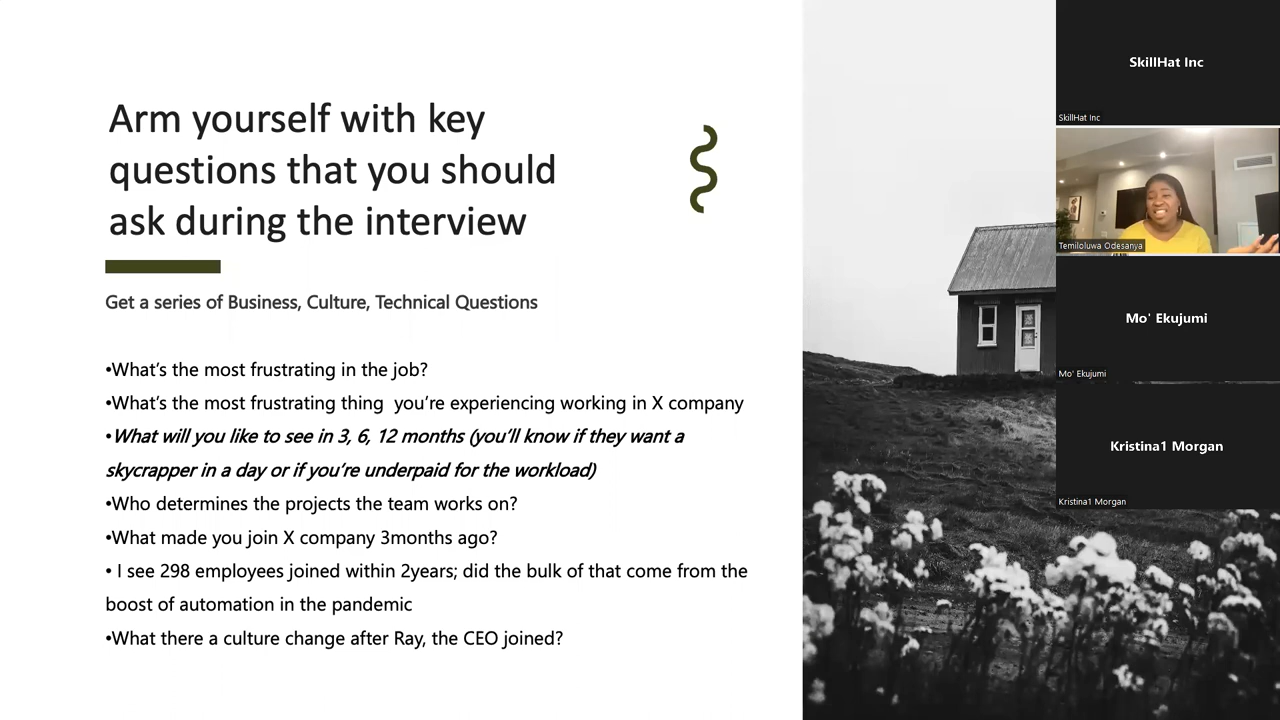 Arm yourself with key
questions that you should
ask during the interview
Get a series of Business, Culture, Technical Questions
•What's the most frustrating in the job?
•What's the most frustrating thing  you're experiencing working in X company
•What will you like to see in 3, 6, 12 months (you'll know if they want a
skycrapper in a day or if you're underpaid for the workload)
•Who determines the projects the team works on?
•What made you join X company 3months ago?
• I see 298 employees joined within 2years; did the bulk of that come from the
boost of automation in the pandemic
•What there a culture change after Ray, the CEO joined?
SkillHat Inc
SkillHat Inc
Temiloluwa Odesanya
Mo' Ekujumi
Mo' Ekujumi
Kristina1 Morgan
Kristina1 Morgan